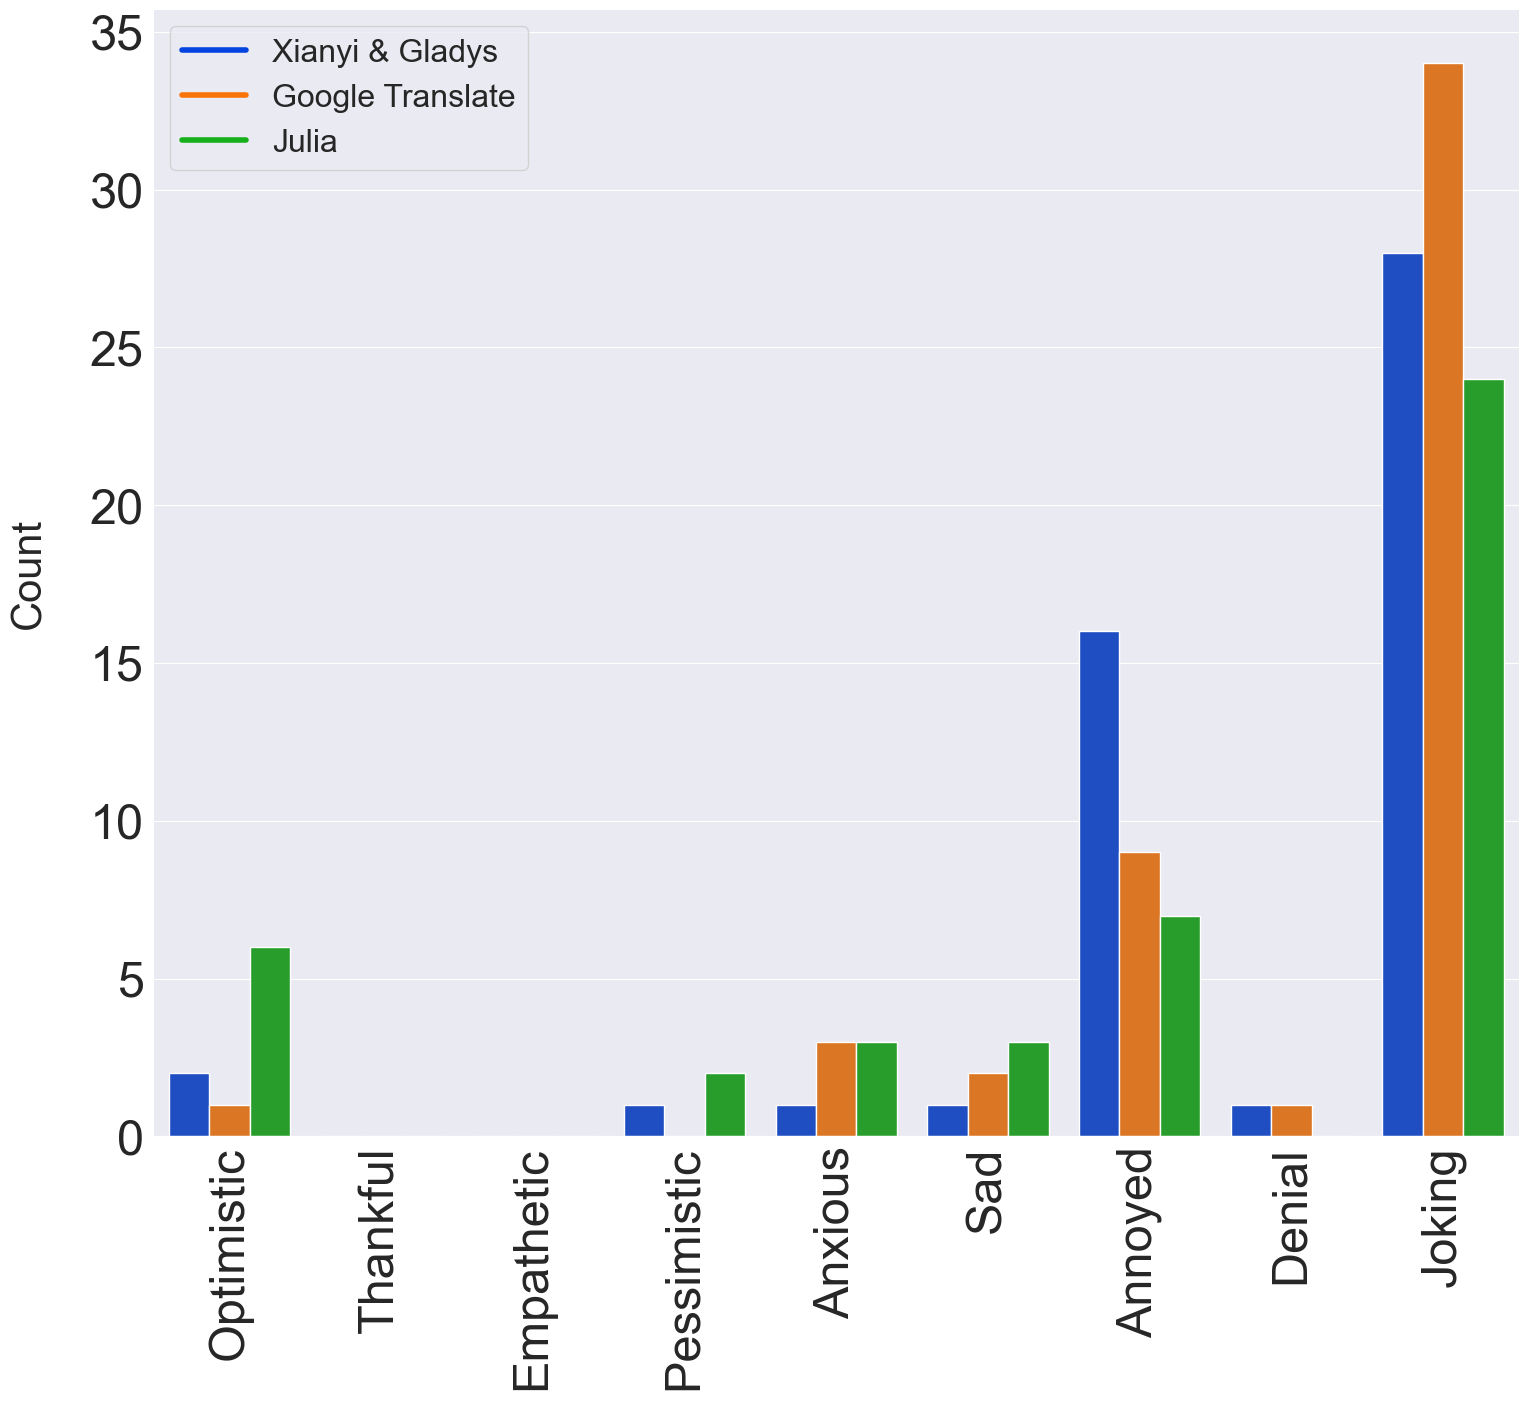 Xianyi & Gladys
Google Translate
Julia
Count
35
30
25
20
15
10
5
0
Optimistic
Thankful
Empathetic
Pessimistic
Anxious
Sad
Annoyed
Denial
Joking